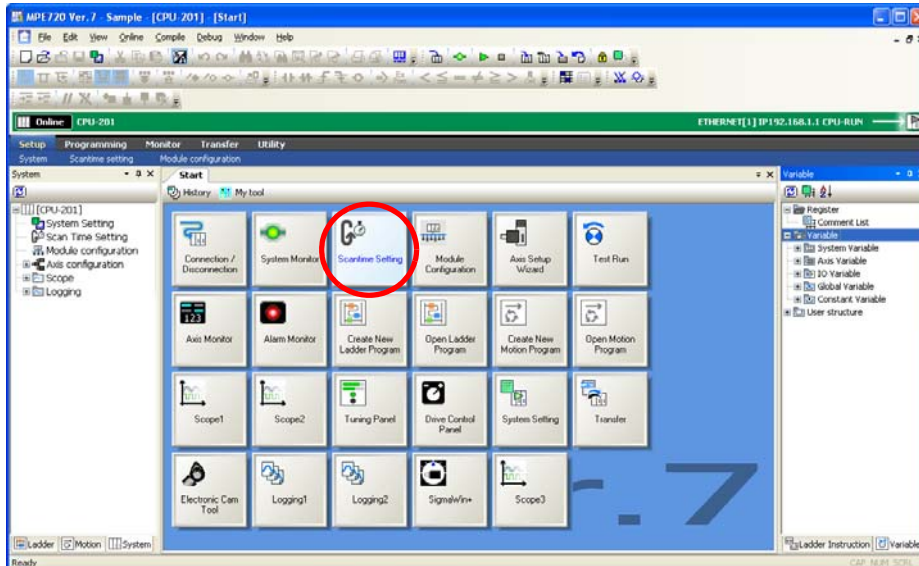 MPE720 Ver. 7 - Sample - [CPU-201] - [Start]
File Edit View Online Compile Debug Window Help
Online CPU-201 ETHERNET[1] IP192.168.1.1 CPU-RUN
Setup Programming Monitor Transfer Utility
System Scantime setting Module configuration
System
[CPU-201]
System Setting
Scan Time Setting
Module configuration
Axis configuration
Scope
Logging
Start
History My tool
Connection / Disconnection
System Monitor
Scantime Setting
Module Configuration
Axis Setup Wizard
Test Run
123
Axis Monitor
Alarm Monitor
Create New Ladder Program
Open Ladder Program
Create New Motion Program
Open Motion Program
Scope1
Scope2
Tuning Panel
Drive Control Panel
System Setting
Transfer
Electronic Cam Tool
Logging1
Logging2
SigmaWin+
Scope3
r.7
Variable
Register
Comment List
Variable
System Variable
Axis Variable
IO Variable
Global Variable
Constant Variable
User structure
Ladder Motion System
Ladder Instruction Variable
Ready CAP NUM SCRL